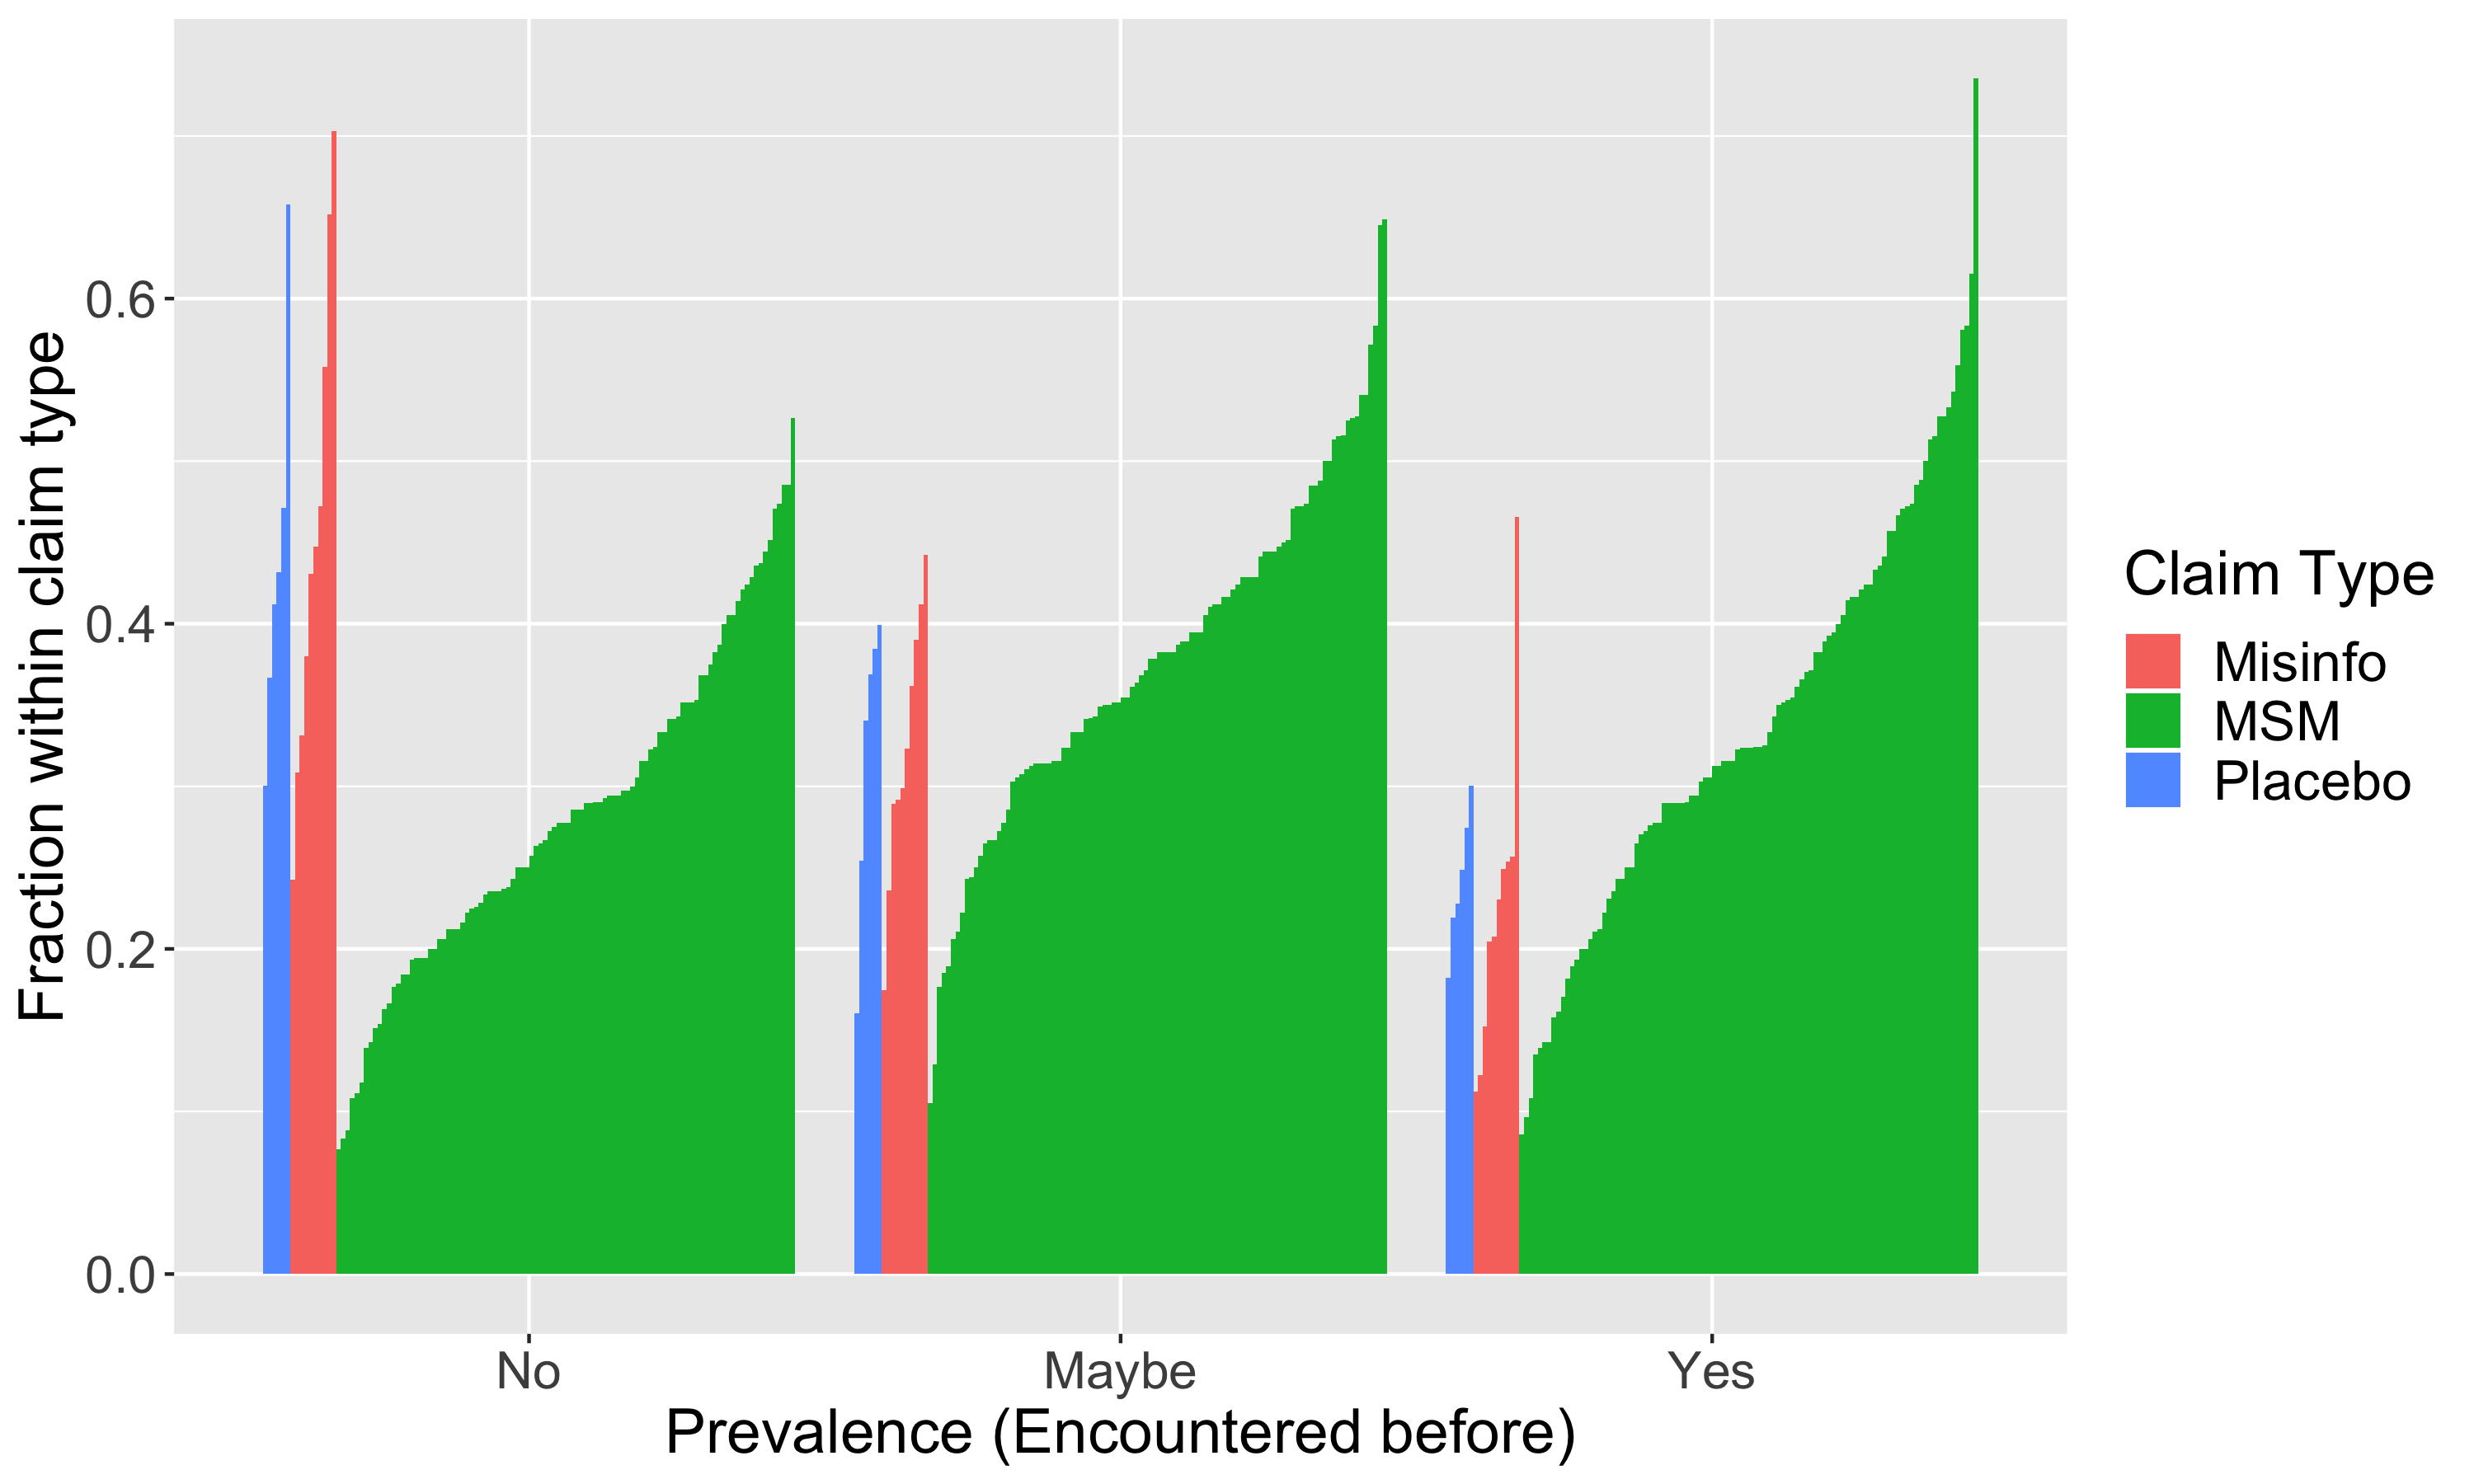 Fraction within claim type
0.6
0.4
0.2
0.0
No Maybe Yes
Prevalence (Encountered before)
Claim Type
Misinfo
MSM
Placebo